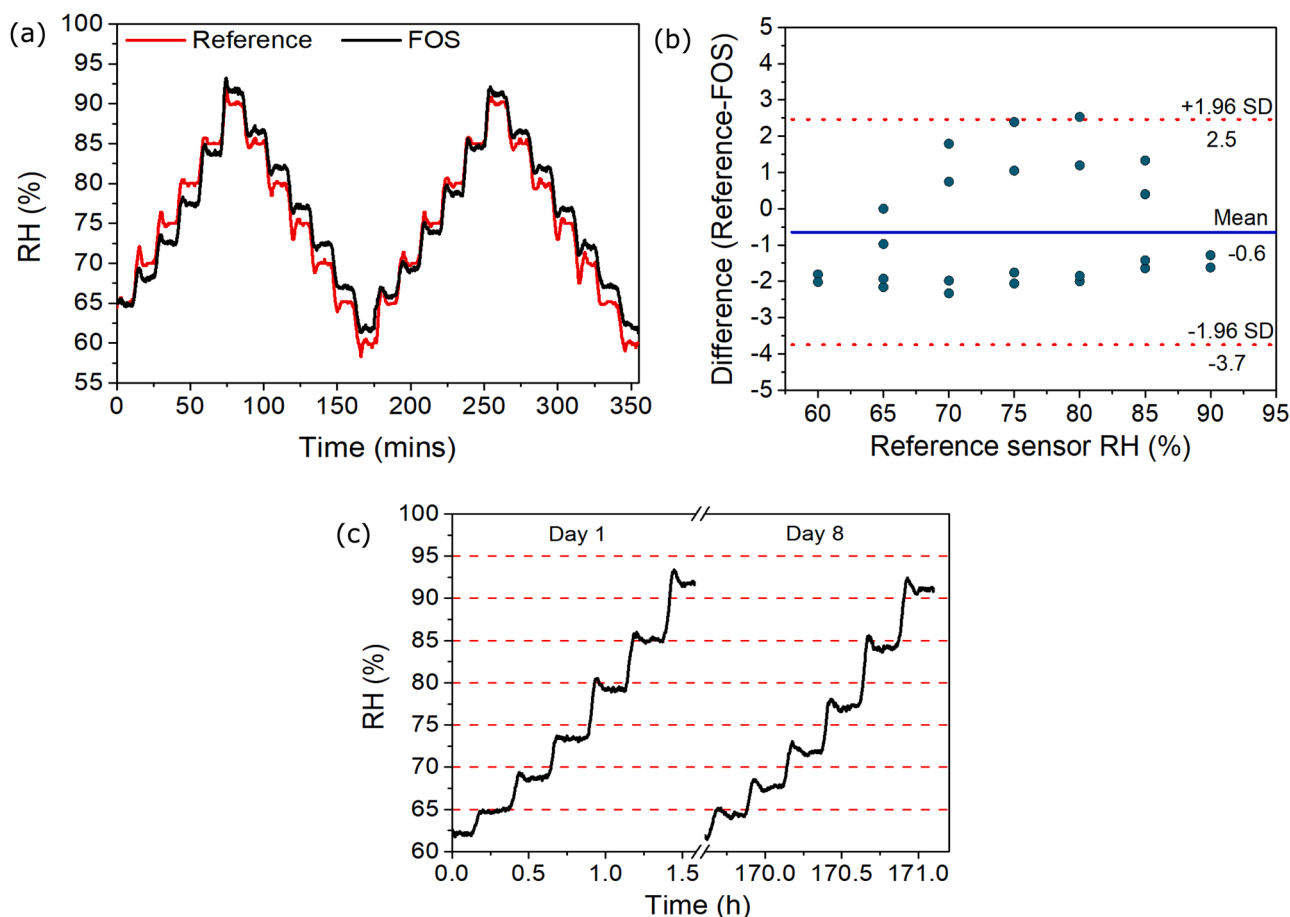 (a)
Reference
FOS
100
95
90
85
80
75
70
65
60
55
RH (%)
0 50 100 150 200 250 300 350
Time (mins)
(b)
5
4
3
2
1
0
-1
-2
-3
-4
-5
Difference (Reference-FOS)
+1.96 SD
2.5
Mean
-0.6
-1.96 SD
-3.7
60 65 70 75 80 85 90 95
Reference sensor RH (%)
(c)
Day 1
Day 8
100
95
90
85
80
75
70
65
60
RH (%)
0.0 0.5 1.0 1.5 170.0 170.5 171.0
Time (h)